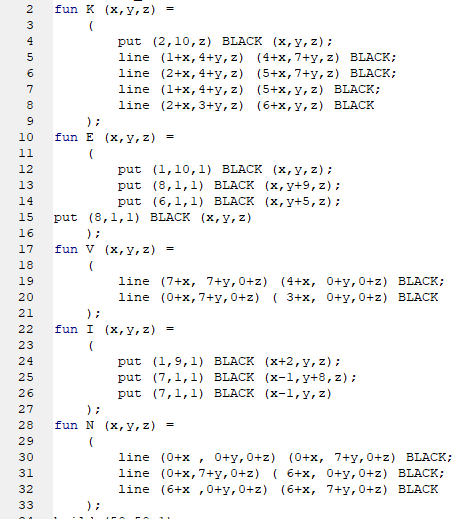 2 fun K (x,y,z) =
3 (
4 put (2,10,z) BLACK (x,y,z);
5 line (1+x,4+y,z) (4+x,7+y,z) BLACK;
6 line (2+x,4+y,z) (5+x,7+y,z) BLACK;
7 line (1+x,4+y,z) (5+x,y,z) BLACK;
8 line (2+x,3+y,z) (6+x,y,z) BLACK
9 );
10 fun E (x,y,z) =
11 (
12 put (1,10,1) BLACK (x,y,z);
13 put (8,1,1) BLACK (x,y+9,z);
14 put (6,1,1) BLACK (x,y+5,z);
15 put (8,1,1) BLACK (x,y,z)
16 );
17 fun V (x,y,z) =
18 (
19 line (7+x, 7+y,0+z) (4+x, 0+y,0+z) BLACK;
20 line (0+x,7+y,0+z) ( 3+x, 0+y,0+z) BLACK
21 );
22 fun I (x,y,z) =
23 (
24 put (1,9,1) BLACK (x+2,y,z);
25 put (7,1,1) BLACK (x-1,y+8,z);
26 put (7,1,1) BLACK (x-1,y,z)
27 );
28 fun N (x,y,z) =
29 (
30 line (0+x , 0+y,0+z) (0+x, 7+y,0+z) BLACK;
31 line (0+x,7+y,0+z) ( 6+x, 0+y,0+z) BLACK;
32 line (6+x ,0+y,0+z) (6+x, 7+y,0+z) BLACK
33 );